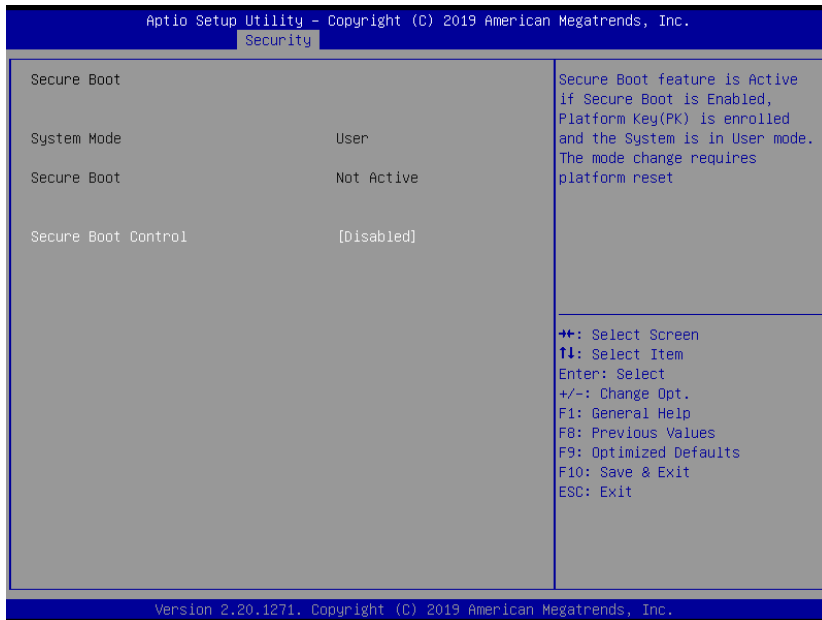 Aptio Setup Utility – Copyright (C) 2019 American Megatrends, Inc.
Security
Secure Boot
System Mode User
Secure Boot Not Active
Secure Boot Control [Disabled]
Secure Boot feature is Active
if Secure Boot is Enabled,
Platform Key(PK) is enrolled
and the System is in User mode.
The mode change requires
platform reset
→←: Select Screen
↑↓: Select Item
Enter: Select
+/-: Change Opt.
F1: General Help
F8: Previous Values
F9: Optimized Defaults
F10: Save & Exit
ESC: Exit
Version 2.20.1271. Copyright (C) 2019 American Megatrends, Inc.